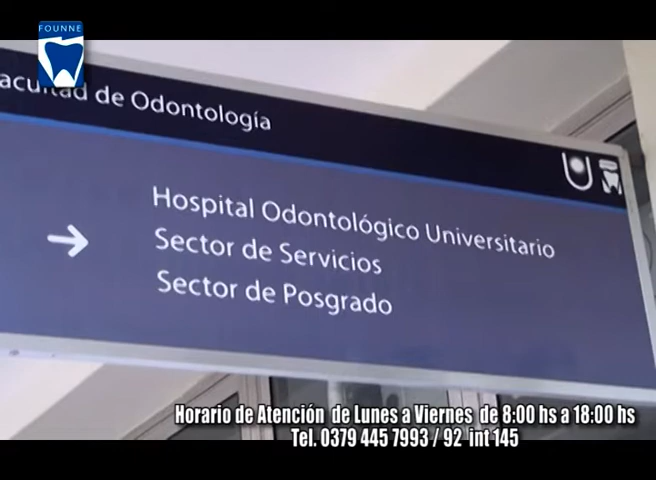 FOUNNE
Facultad de Odontología
Hospital Odontológico Universitario
Sector de Servicios
Sector de Posgrado
Horario de Atención de Lunes a Viernes de 8:00 hs a 18:00 hs
Tel. 0379 445 7993 / 92 int 145